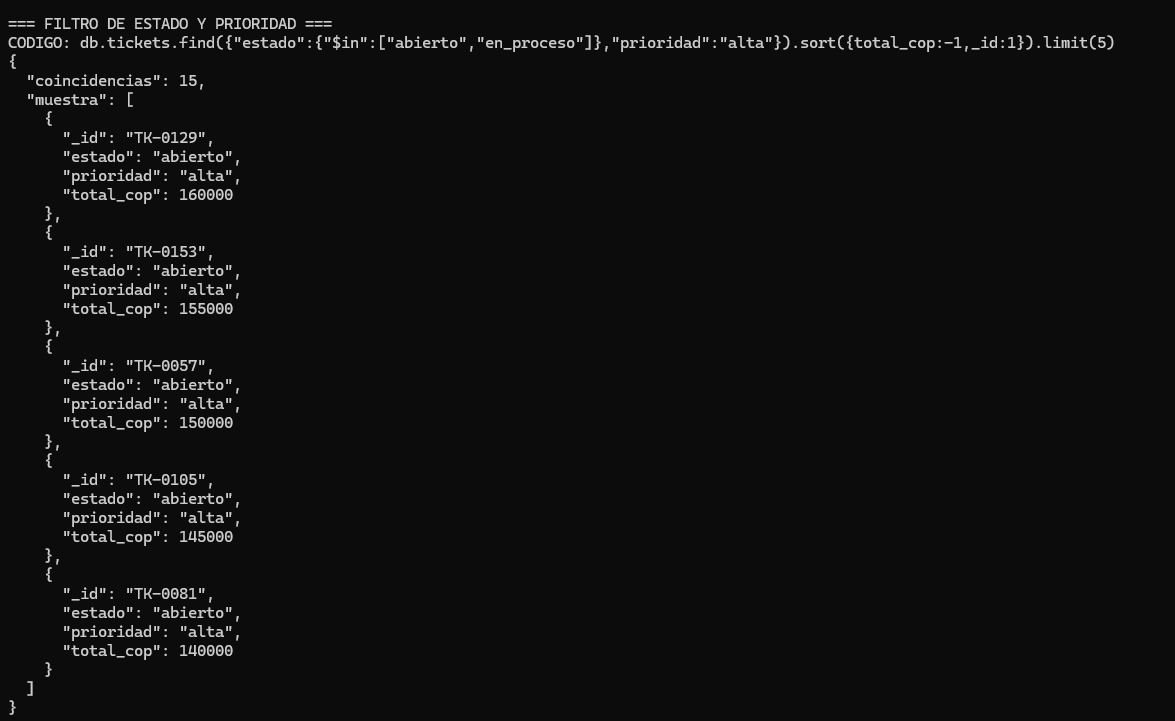 === FILTRO DE ESTADO Y PRIORIDAD ===
CODIGO: db.tickets.find({"estado":{"$in":["abierto","en_proceso"]},"prioridad":"alta"}).sort({total_cop:-1,_id:1}).limit(5)
{
  "coincidencias": 15,
  "muestra": [
    {
      "_id": "TK-0129",
      "estado": "abierto",
      "prioridad": "alta",
      "total_cop": 160000
    },
    {
      "_id": "TK-0153",
      "estado": "abierto",
      "prioridad": "alta",
      "total_cop": 155000
    },
    {
      "_id": "TK-0057",
      "estado": "abierto",
      "prioridad": "alta",
      "total_cop": 150000
    },
    {
      "_id": "TK-0105",
      "estado": "abierto",
      "prioridad": "alta",
      "total_cop": 145000
    },
    {
      "_id": "TK-0081",
      "estado": "abierto",
      "prioridad": "alta",
      "total_cop": 140000
    }
  ]
}